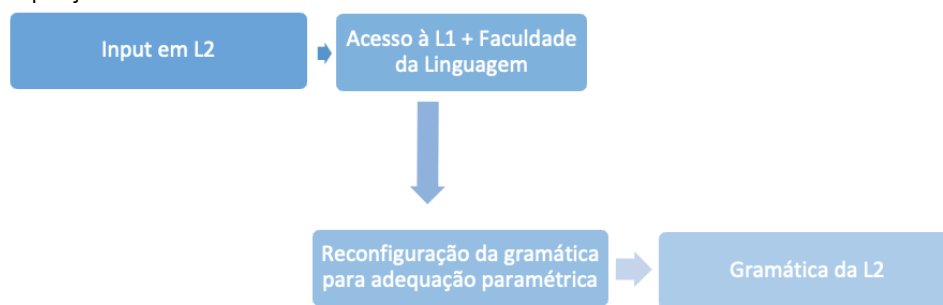 Input em L2
Acesso à L1 + Faculdade
da Linguagem
Reconfiguração da gramática
para adequação paramétrica
Gramática da L2